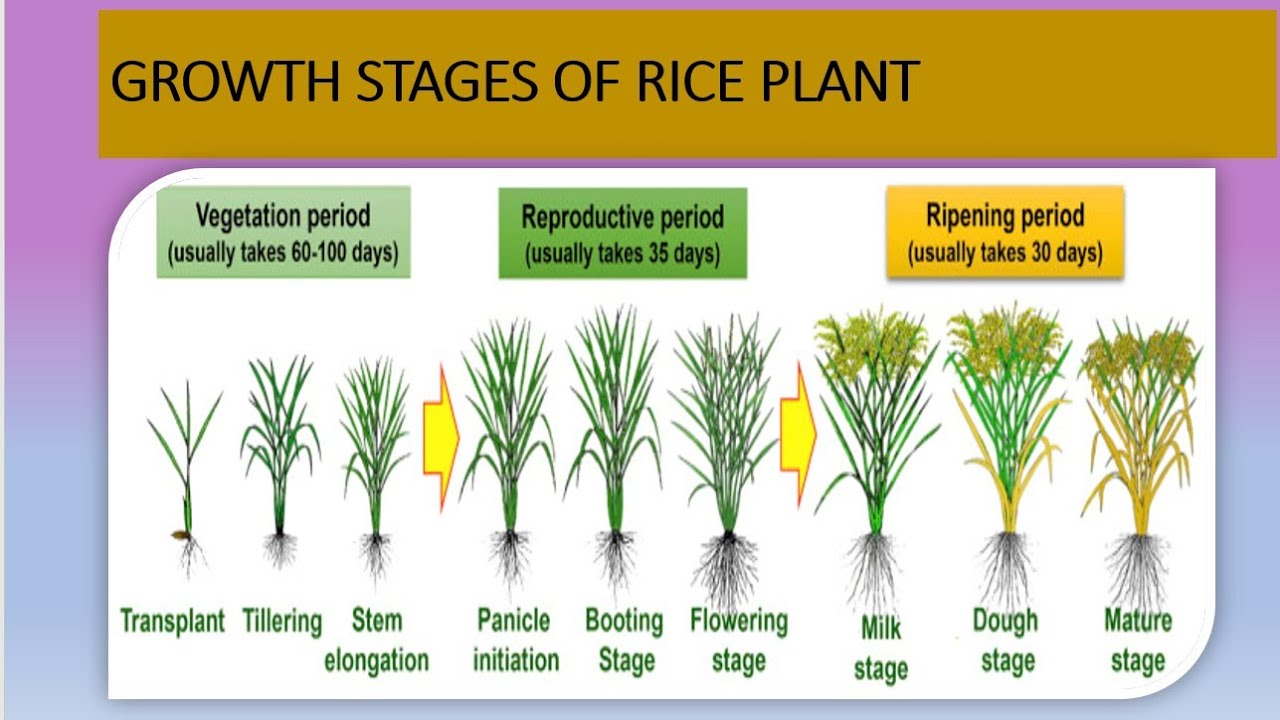 GROWTH STAGES OF RICE PLANT
Vegetation period
(usually takes 60-100 days)
Reproductive period
(usually takes 35 days)
Ripening period
(usually takes 30 days)
Transplant
Tillering
Stem
elongation
Panicle
initiation
Booting
Stage
Flowering
stage
Milk
stage
Dough
stage
Mature
stage